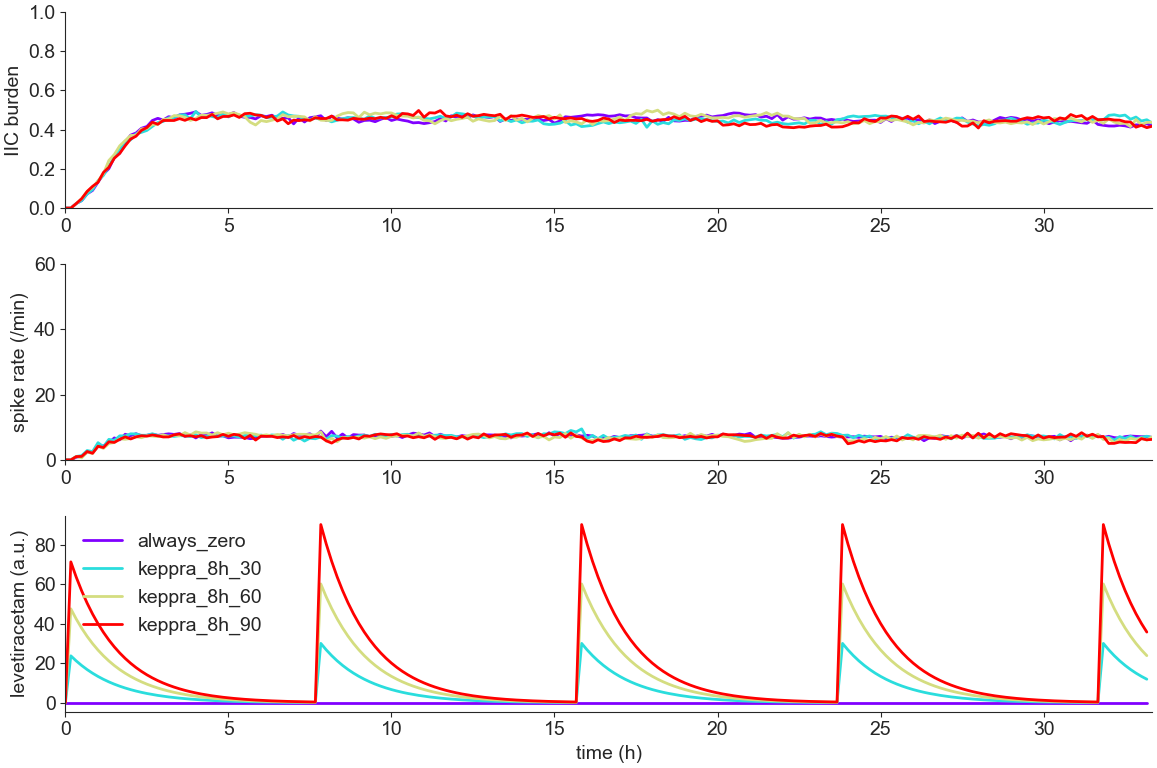 1.0
0.8
0.6
0.4
0.2
0.0
IIC burden
0 5 10 15 20 25 30
60
40
20
0
spike rate (/min)
0 5 10 15 20 25 30
80
60
40
20
0
levetiracetam (a.u.)
always_zero
keppra_8h_30
keppra_8h_60
keppra_8h_90
0 5 10 15 20 25 30
time (h)